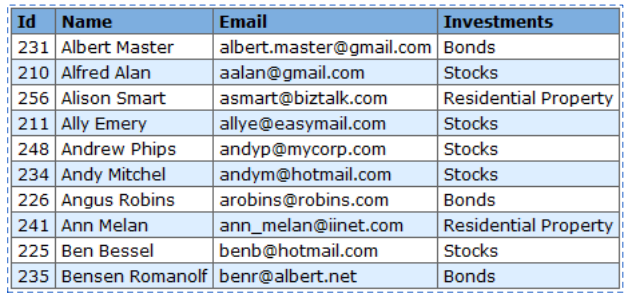 Id Name Email Investments
231 Albert Master albert.master@gmail.com Bonds
210 Alfred Alan aalan@gmail.com Stocks
256 Alison Smart asmart@biztalk.com Residential Property
211 Ally Emery allye@easymail.com Stocks
248 Andrew Phips andyp@mycorp.com Stocks
234 Andy Mitchel andym@hotmail.com Stocks
226 Angus Robins arobins@robins.com Bonds
241 Ann Melan ann_melan@iinet.com Residential Property
225 Ben Bessel benb@hotmail.com Stocks
235 Bensen Romanolf benr@albert.net Bonds